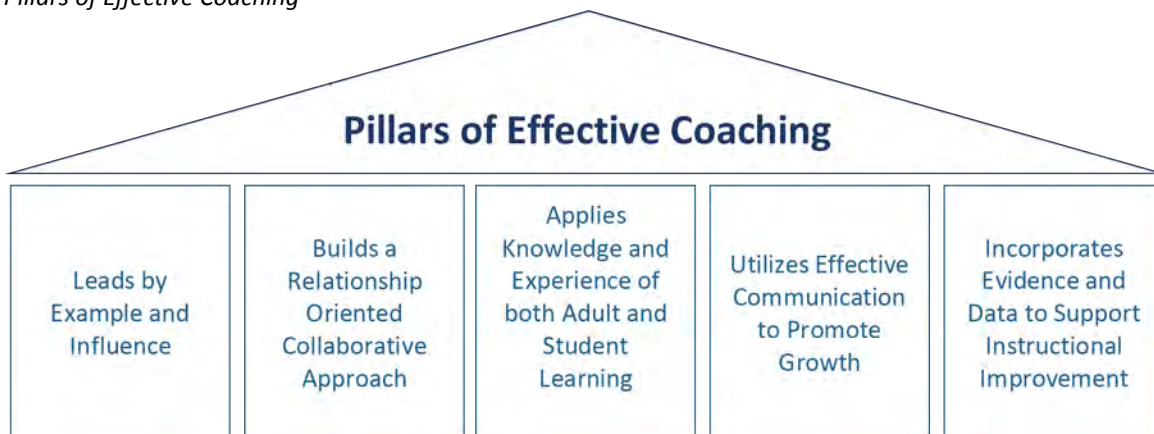 Pillars of Effective Coaching
Pillars of Effective Coaching
Leads by
Example and
Influence
Builds a
Relationship
Oriented
Collaborative
Approach
Applies
Knowledge and
Experience of
both Adult and
Student
Learning
Utilizes Effective
Communication
to Promote
Growth
Incorporates
Evidence and
Data to Support
Instructional
Improvement